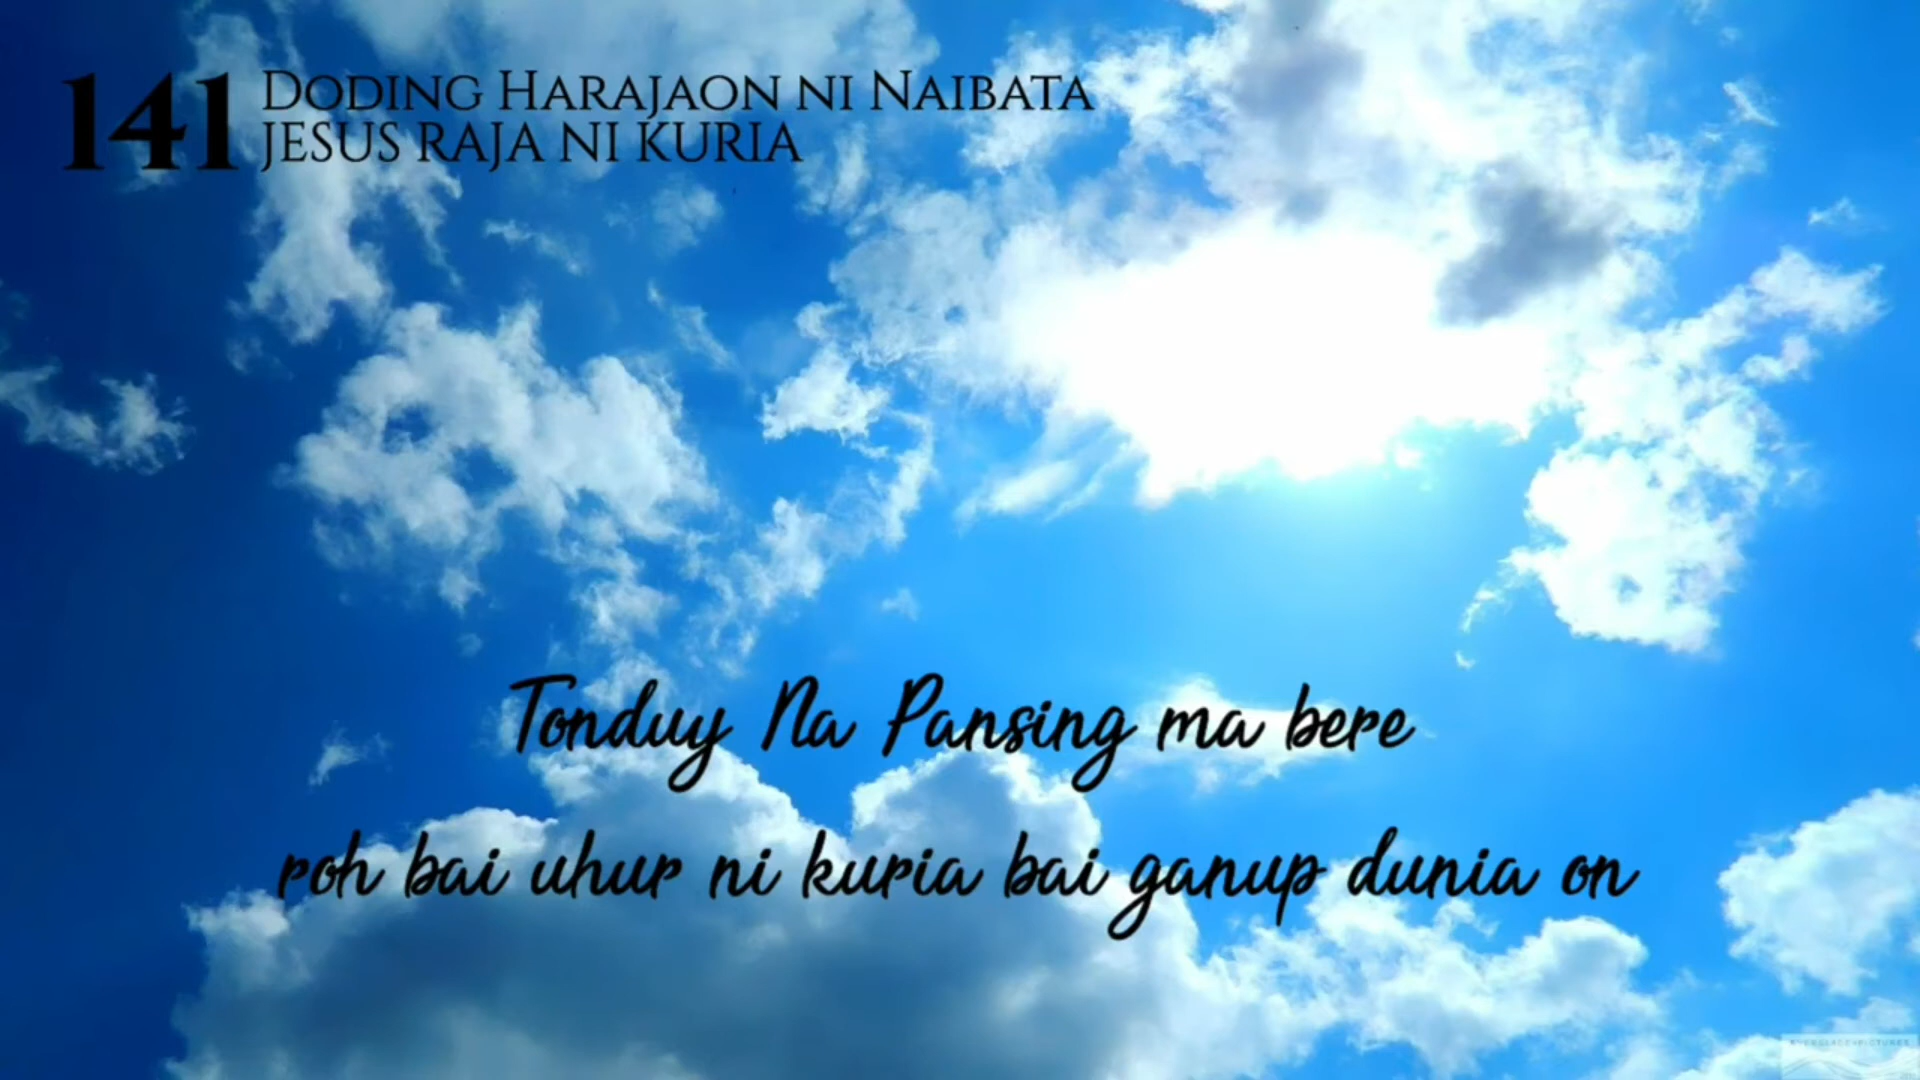 141 DODING HARAJAON NI NAIBATA
JESUS RAJA NI KURIA
Tonduy Na Pansing ma bere
roh bai uhur ni kuria bai ganup dunia on